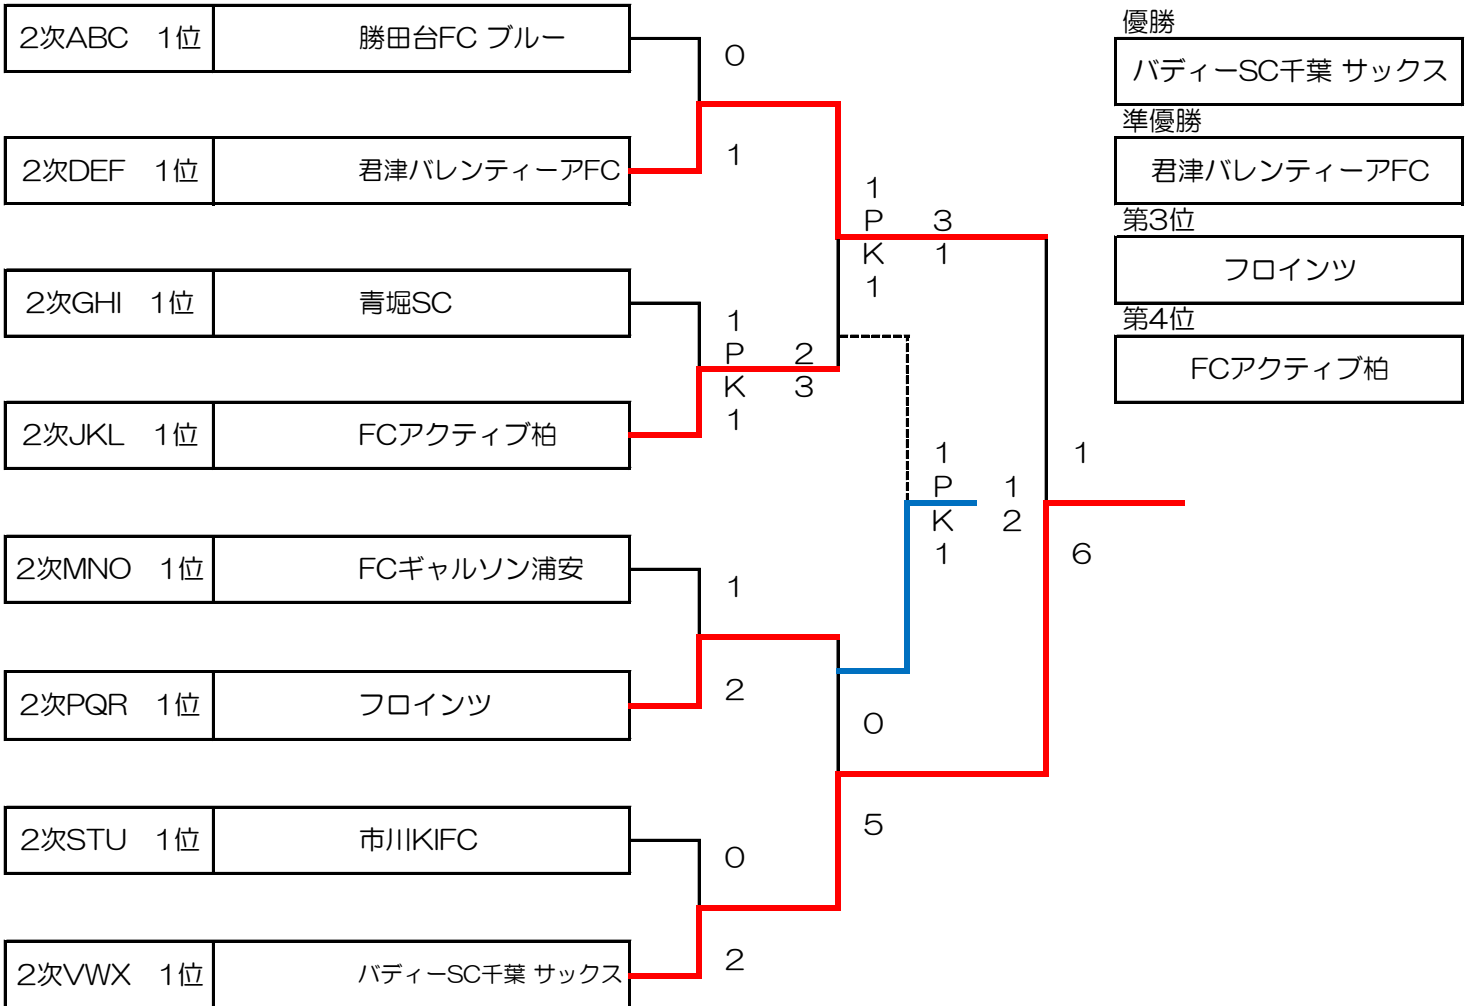 2次ABC 1位 勝田台FC ブルー
0
1
2次DEF 1位 君津バレンティーアFC
1
P 3
K 1
1
2次GHI 1位 青堀SC
1
P 2
K 3
1
2次JKL 1位 FCアクティブ柏
1
P 1
K 2
1
1
6
2次MNO 1位 FCギャルソン浦安
1
2
2次PQR 1位 フロインツ
0
5
2次STU 1位 市川KIFC
0
2
2次VWX 1位 バディーSC千葉 サックス
優勝
バディーSC千葉 サックス
準優勝
君津バレンティーアFC
第3位
フロインツ
第4位
FCアクティブ柏